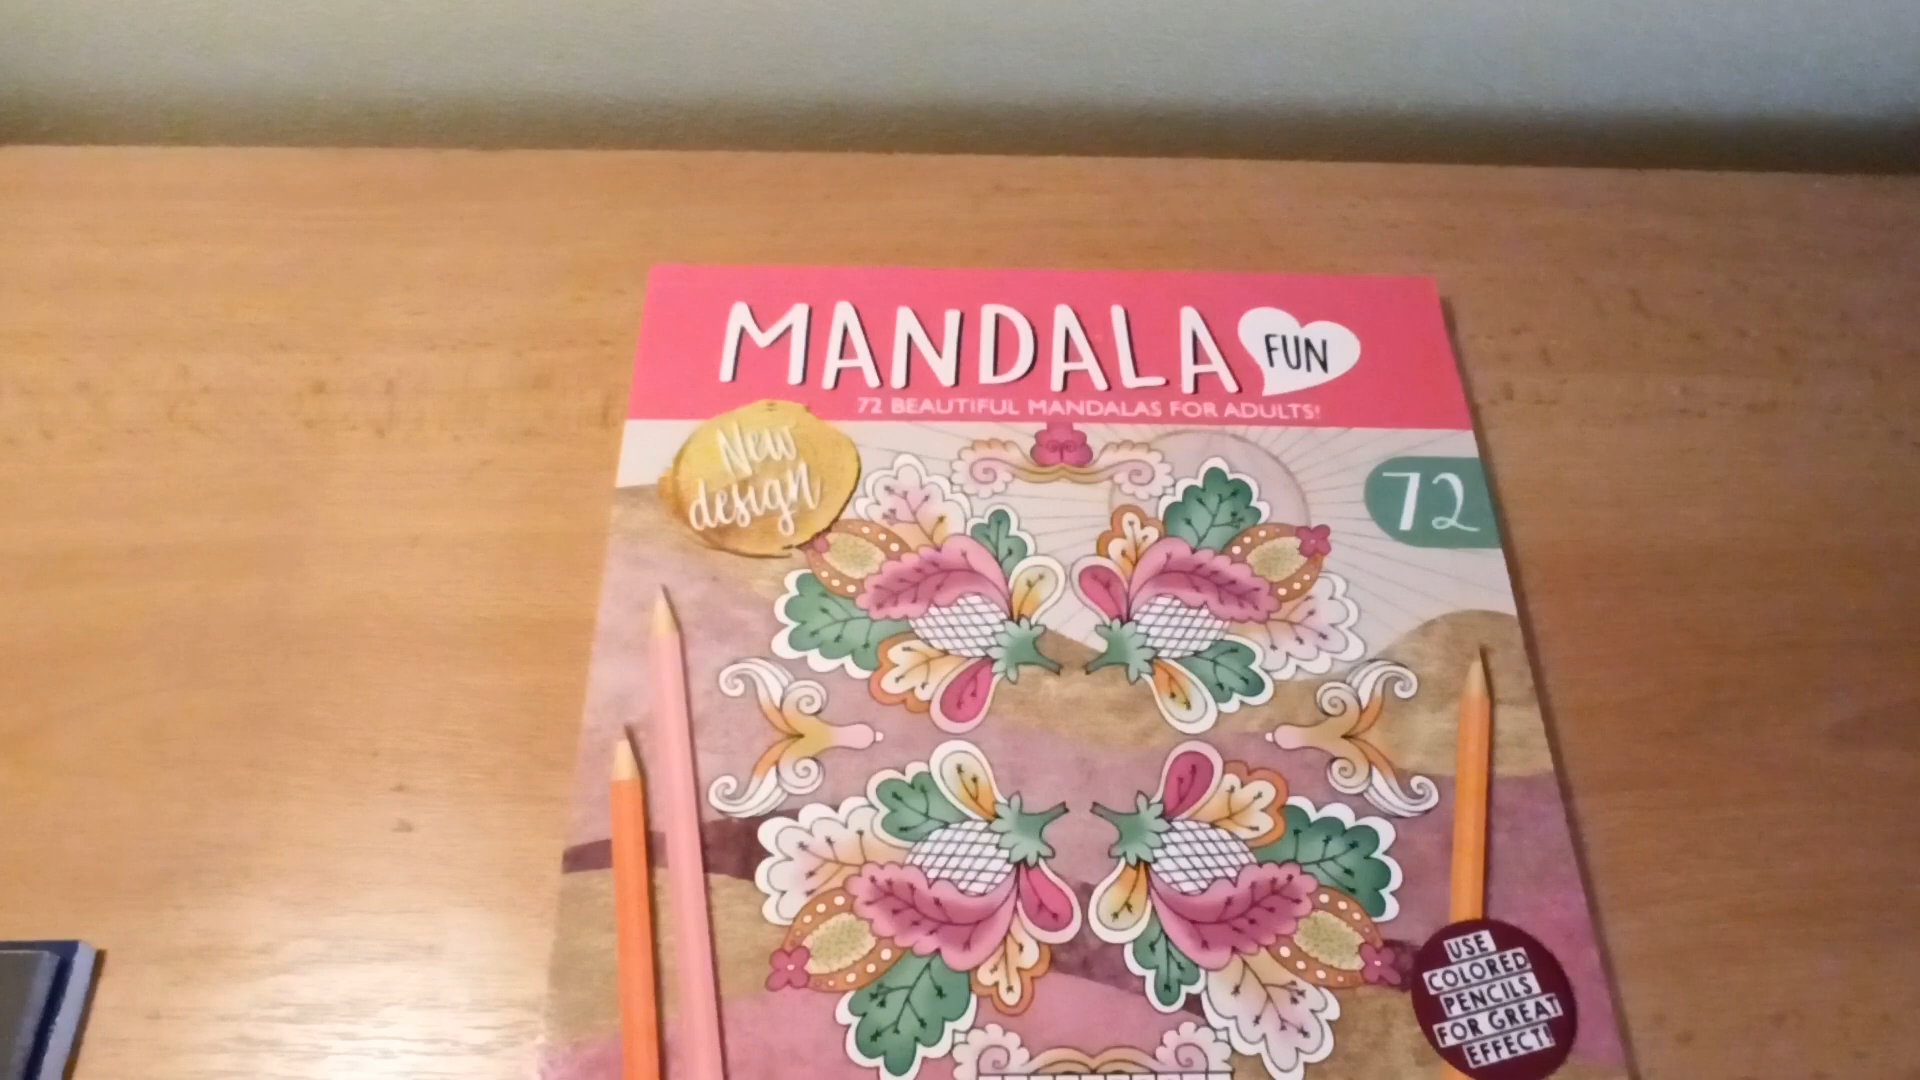 MANDALA FUN
72 BEAUTIFUL MANDALAS FOR ADULTS!
New
design
72
USE
COLORED
PENCILS
FOR GREAT
EFFECT!